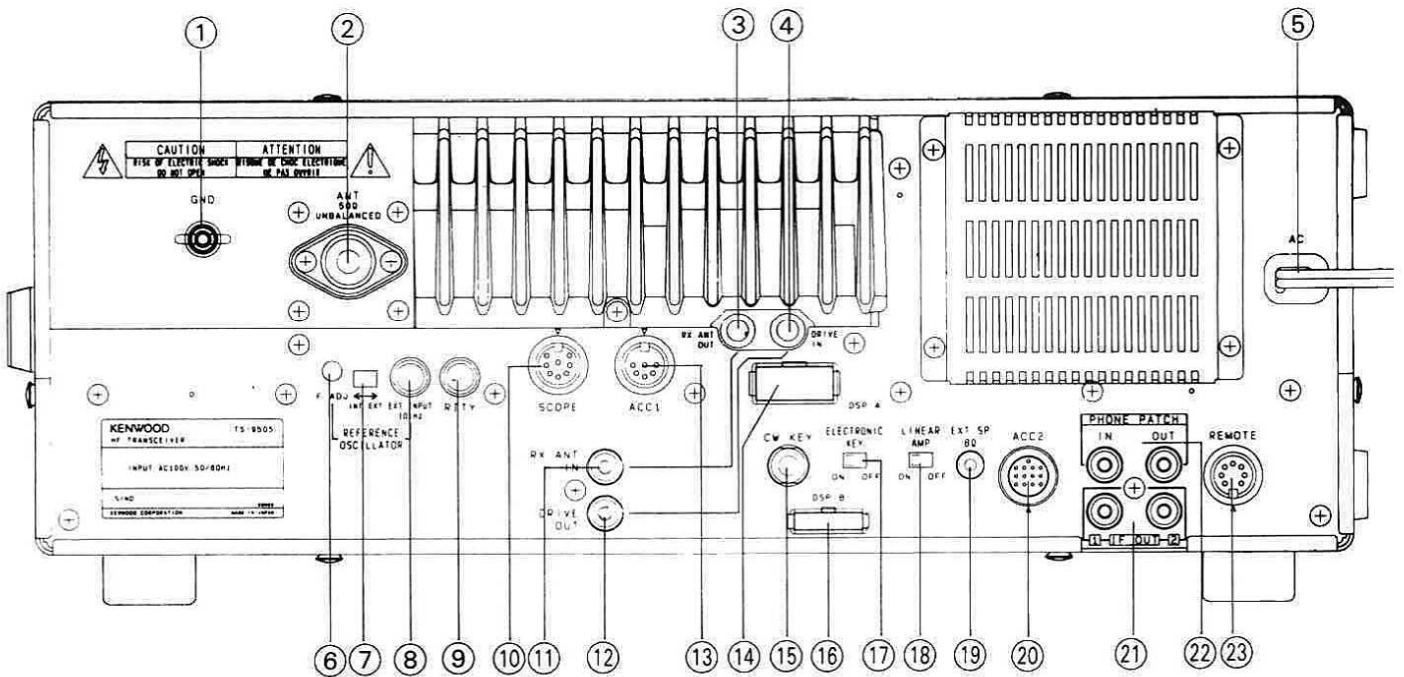 ① ② ③ ④ ⑤
CAUTION ATTENTION
RISK OF ELECTRIC SHOCK RISQUE DE CHOC ELECTRIQUE
DO NOT OPEN NE PAS OUVRIR
GND
ANT
50Ω
UNBALANCED
AC
RX ANT
OUT
DRIVE
IN
F. ADJ
INT EXT EXT INPUT
REFERENCE
OSCILLATOR
RTTY
SCOPE
ACC1
DSP A
KENWOOD
HF TRANSCEIVER
INPUT AC100V 50/60Hz
KENWOOD CORPORATION MADE IN JAPAN
RX ANT
IN
DRIVE
OUT
CW KEY
ELECTRONIC
KEY
ON OFF
LINEAR
AMP
ON OFF
EXT SP
8Ω
DSP B
ACC2
PHONE PATCH
IN OUT
1 IF OUT 2
REMOTE
⑥ ⑦ ⑧ ⑨ ⑩ ⑪ ⑫ ⑬ ⑭ ⑮ ⑯ ⑰ ⑱ ⑲ ⑳ ㉑ ㉒ ㉓